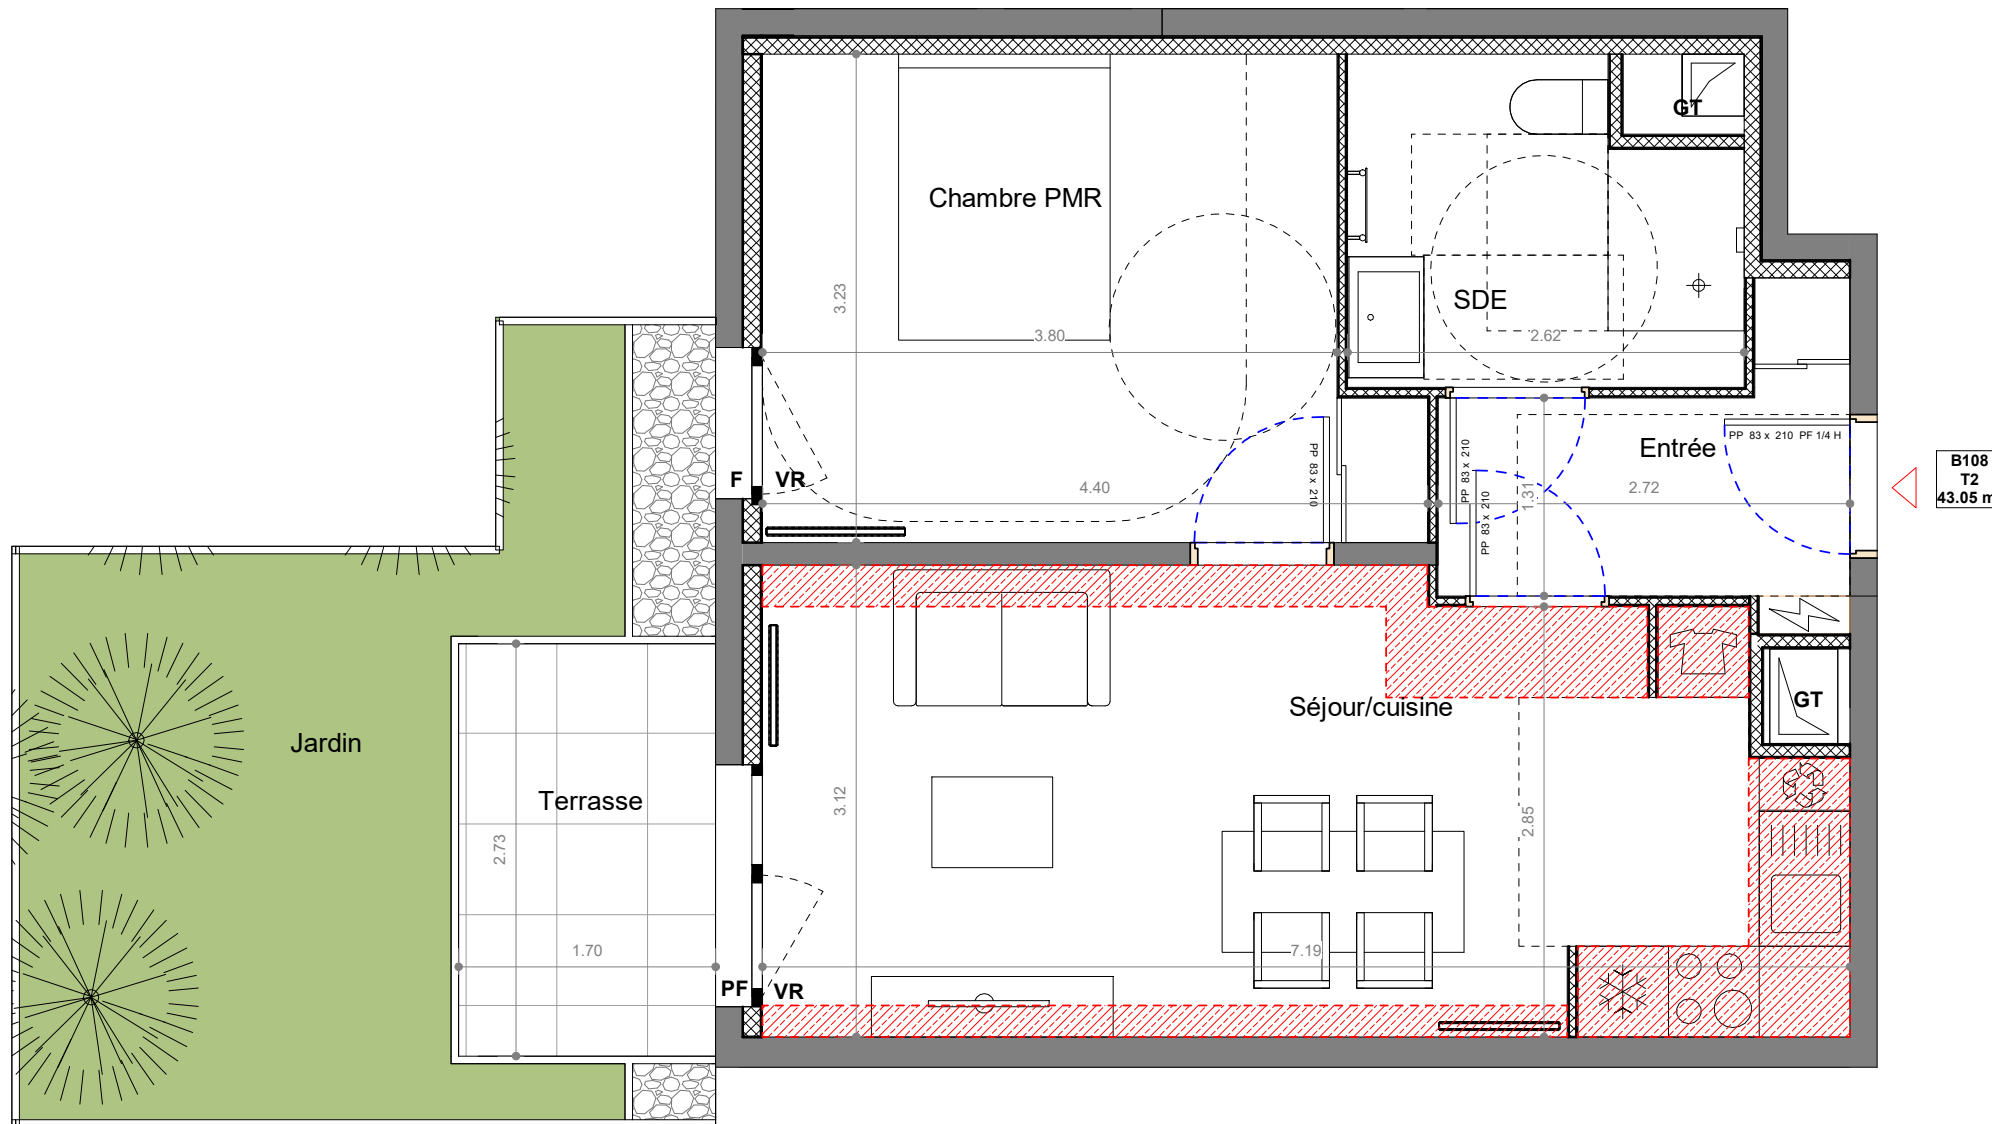 GT
Chambre PMR
3.23
3.80
SDE
2.62
Entrée
PP 83 x 210 PF 1/4 H
PP 83 x 210
PP 83 x 210
PP 83 x 210
1.31
2.72
B108
T2
43.05 m
F
VR
4.40
Séjour/cuisine
GT
Jardin
Terrasse
2.73
3.12
2.85
1.70
7.19
PF
VR